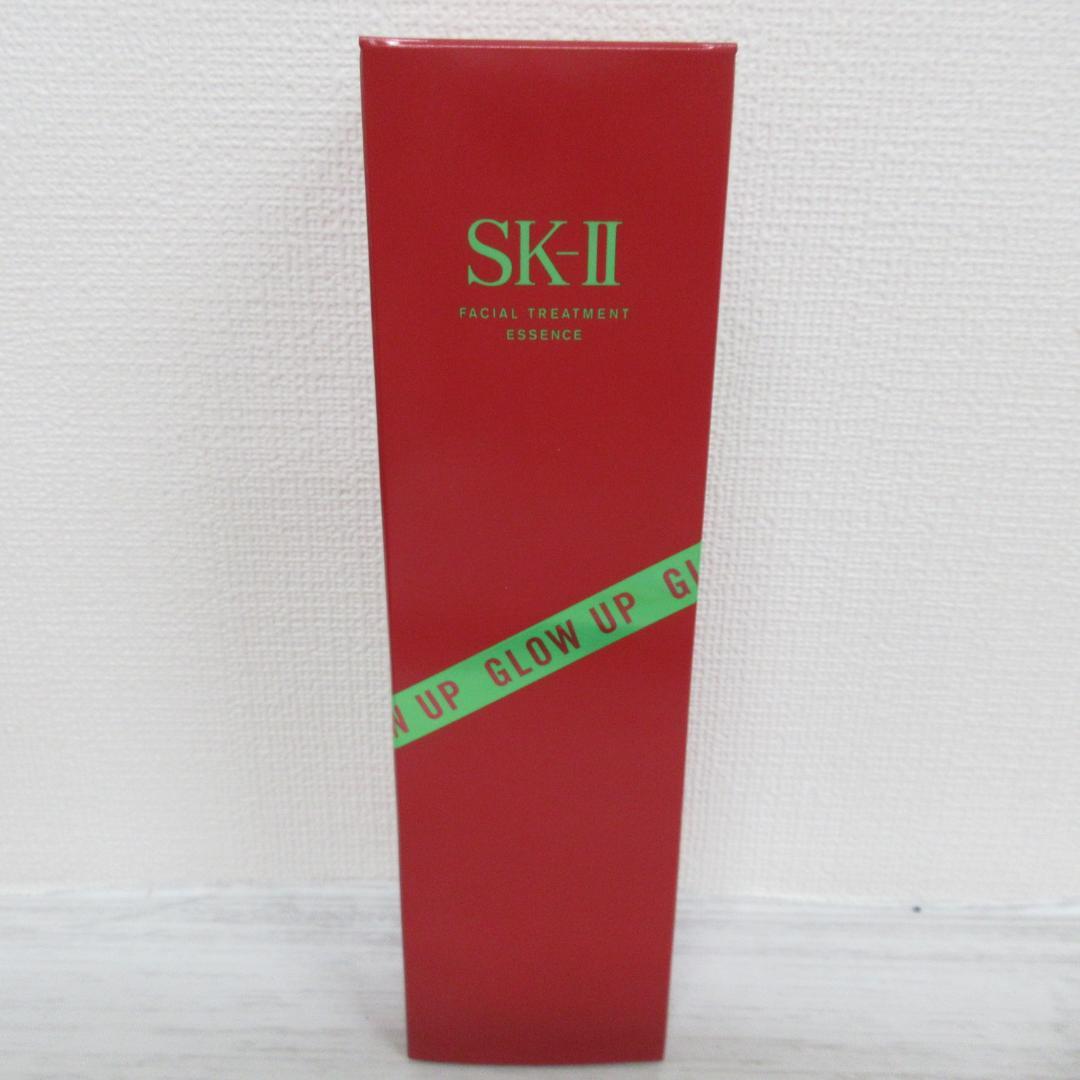 SK-II
FACIAL TREATMENT
ESSENCE
W UP GLOW UP GL